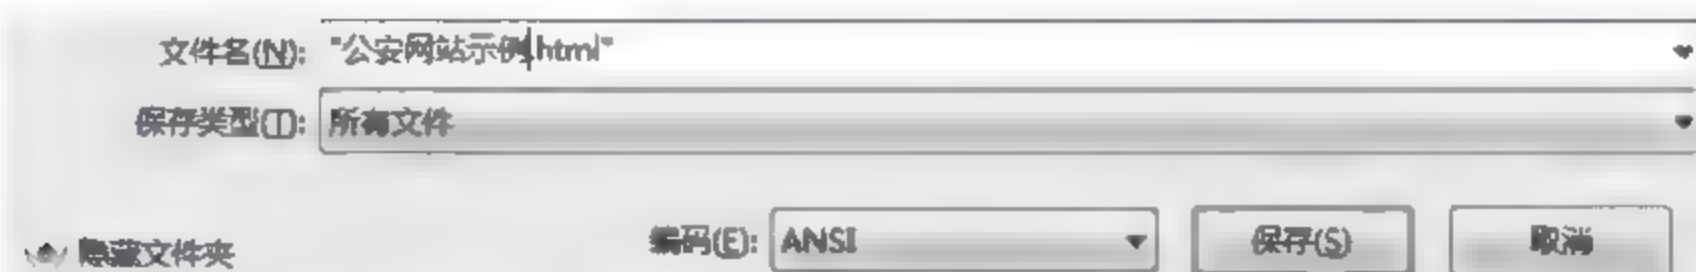 文件名(N): "公安网站示例.html"
保存类型(T): 所有文件
隐藏文件夹 编码(E): ANSI 保存(S) 取消